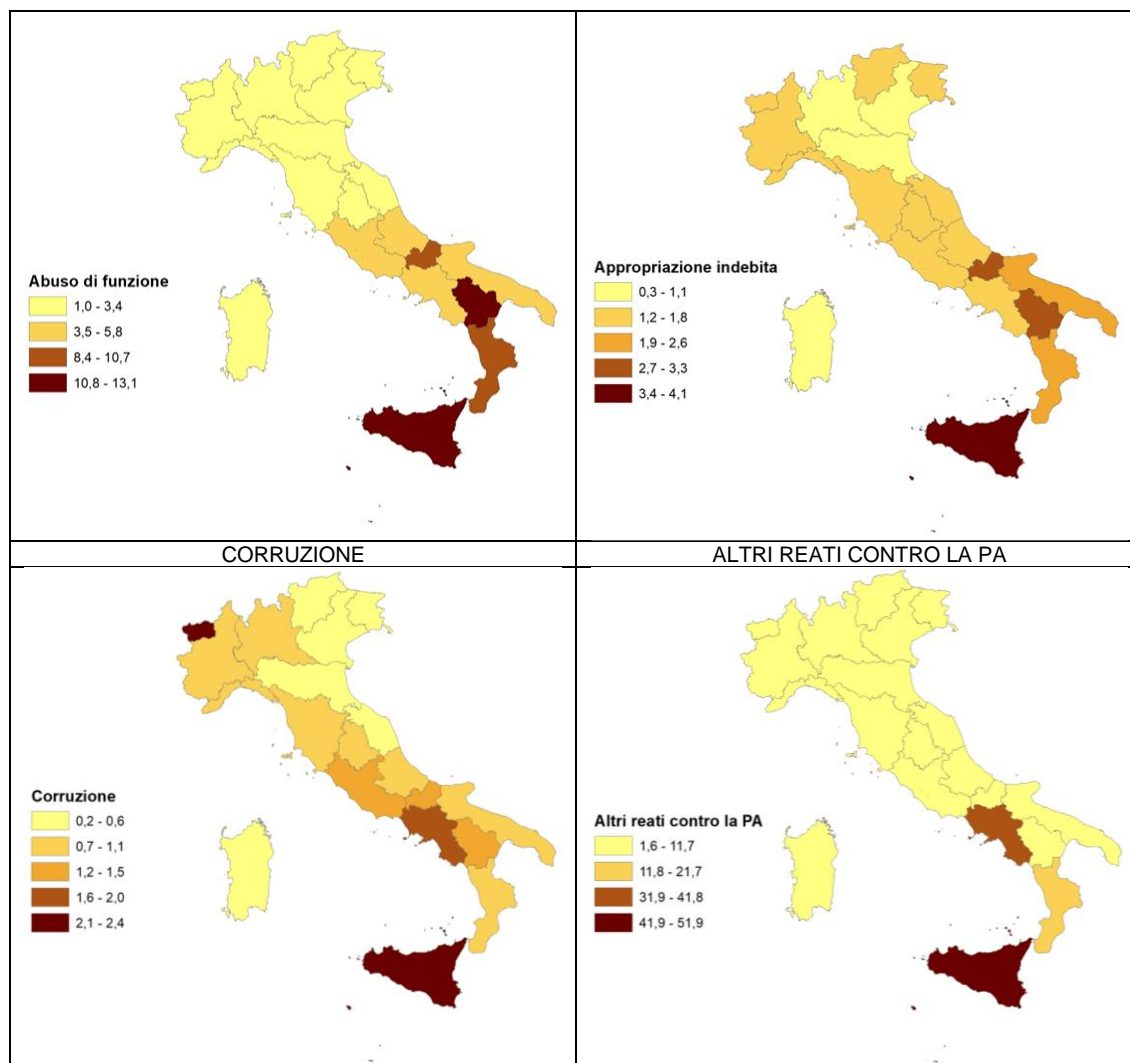 Abuso di funzione
1,0 - 3,4
3,5 - 5,8
8,4 - 10,7
10,8 - 13,1
Appropriazione indebita
0,3 - 1,1
1,2 - 1,8
1,9 - 2,6
2,7 - 3,3
3,4 - 4,1
CORRUZIONE
ALTRI REATI CONTRO LA PA
Corruzione
0,2 - 0,6
0,7 - 1,1
1,2 - 1,5
1,6 - 2,0
2,1 - 2,4
Altri reati contro la PA
1,6 - 11,7
11,8 - 21,7
31,9 - 41,8
41,9 - 51,9